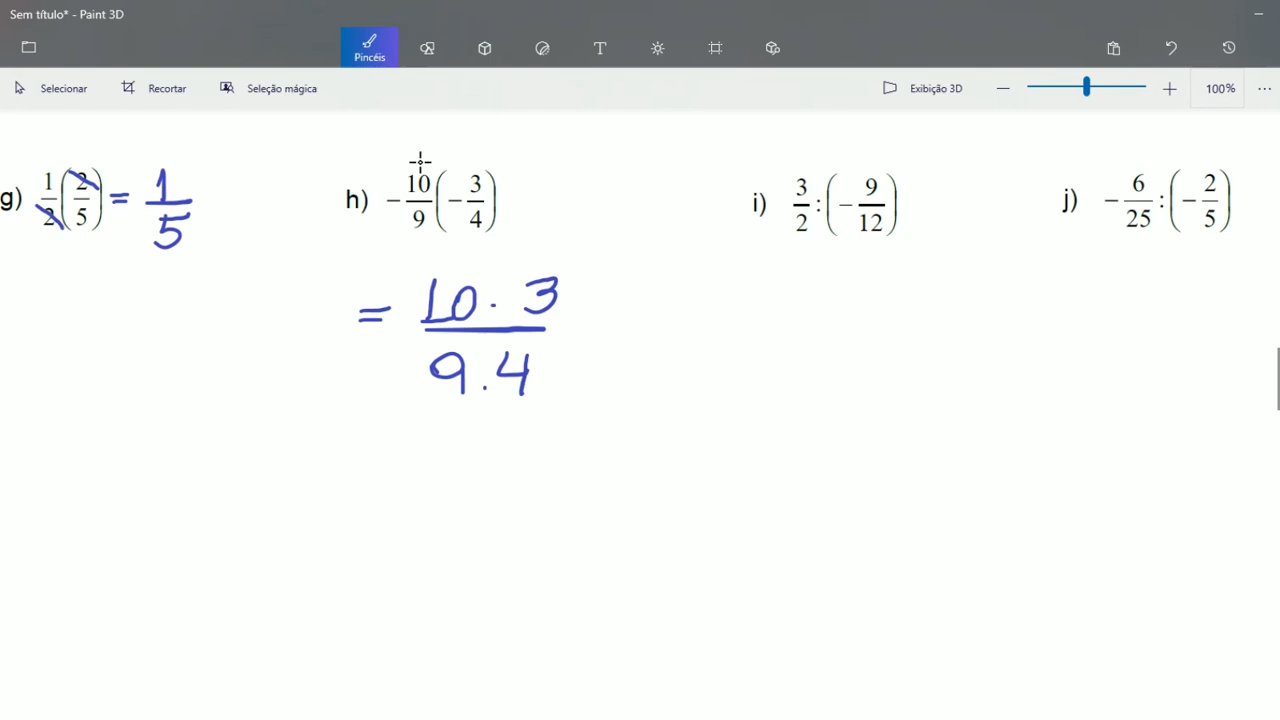 Sem título* - Paint 3D
Pincéis
Selecionar Recortar Seleção mágica Exibição 3D 100%
g) 1/2 (2/5) = 1/5
h) -10/9 (-3/4)
i) 3/2 : (-9/12)
j) -6/25 : (-2/5)
= 10 . 3
9 . 4